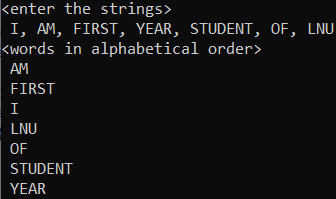 <enter the strings>
I, AM, FIRST, YEAR, STUDENT, OF, LNU
<words in alphabetical order>
AM
FIRST
I
LNU
OF
STUDENT
YEAR